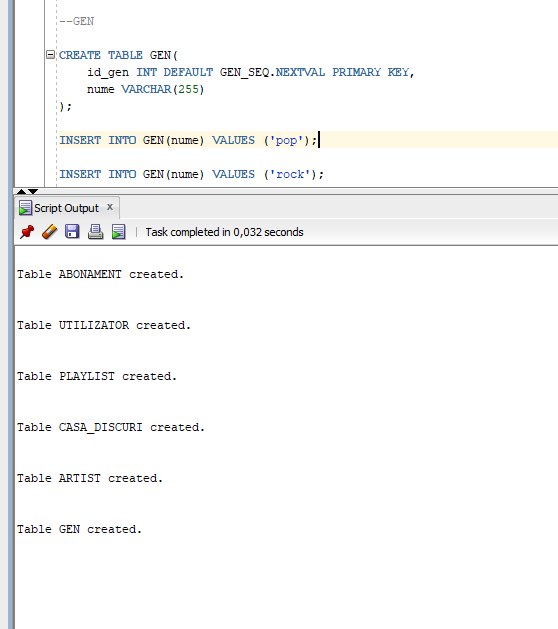 --GEN
CREATE TABLE GEN(
id_gen INT DEFAULT GEN_SEQ.NEXTVAL PRIMARY KEY,
nume VARCHAR(255)
);
INSERT INTO GEN(nume) VALUES ('pop');
INSERT INTO GEN(nume) VALUES ('rock');
Script Output x
Task completed in 0,032 seconds
Table ABONAMENT created.
Table UTILIZATOR created.
Table PLAYLIST created.
Table CASA_DISCURI created.
Table ARTIST created.
Table GEN created.